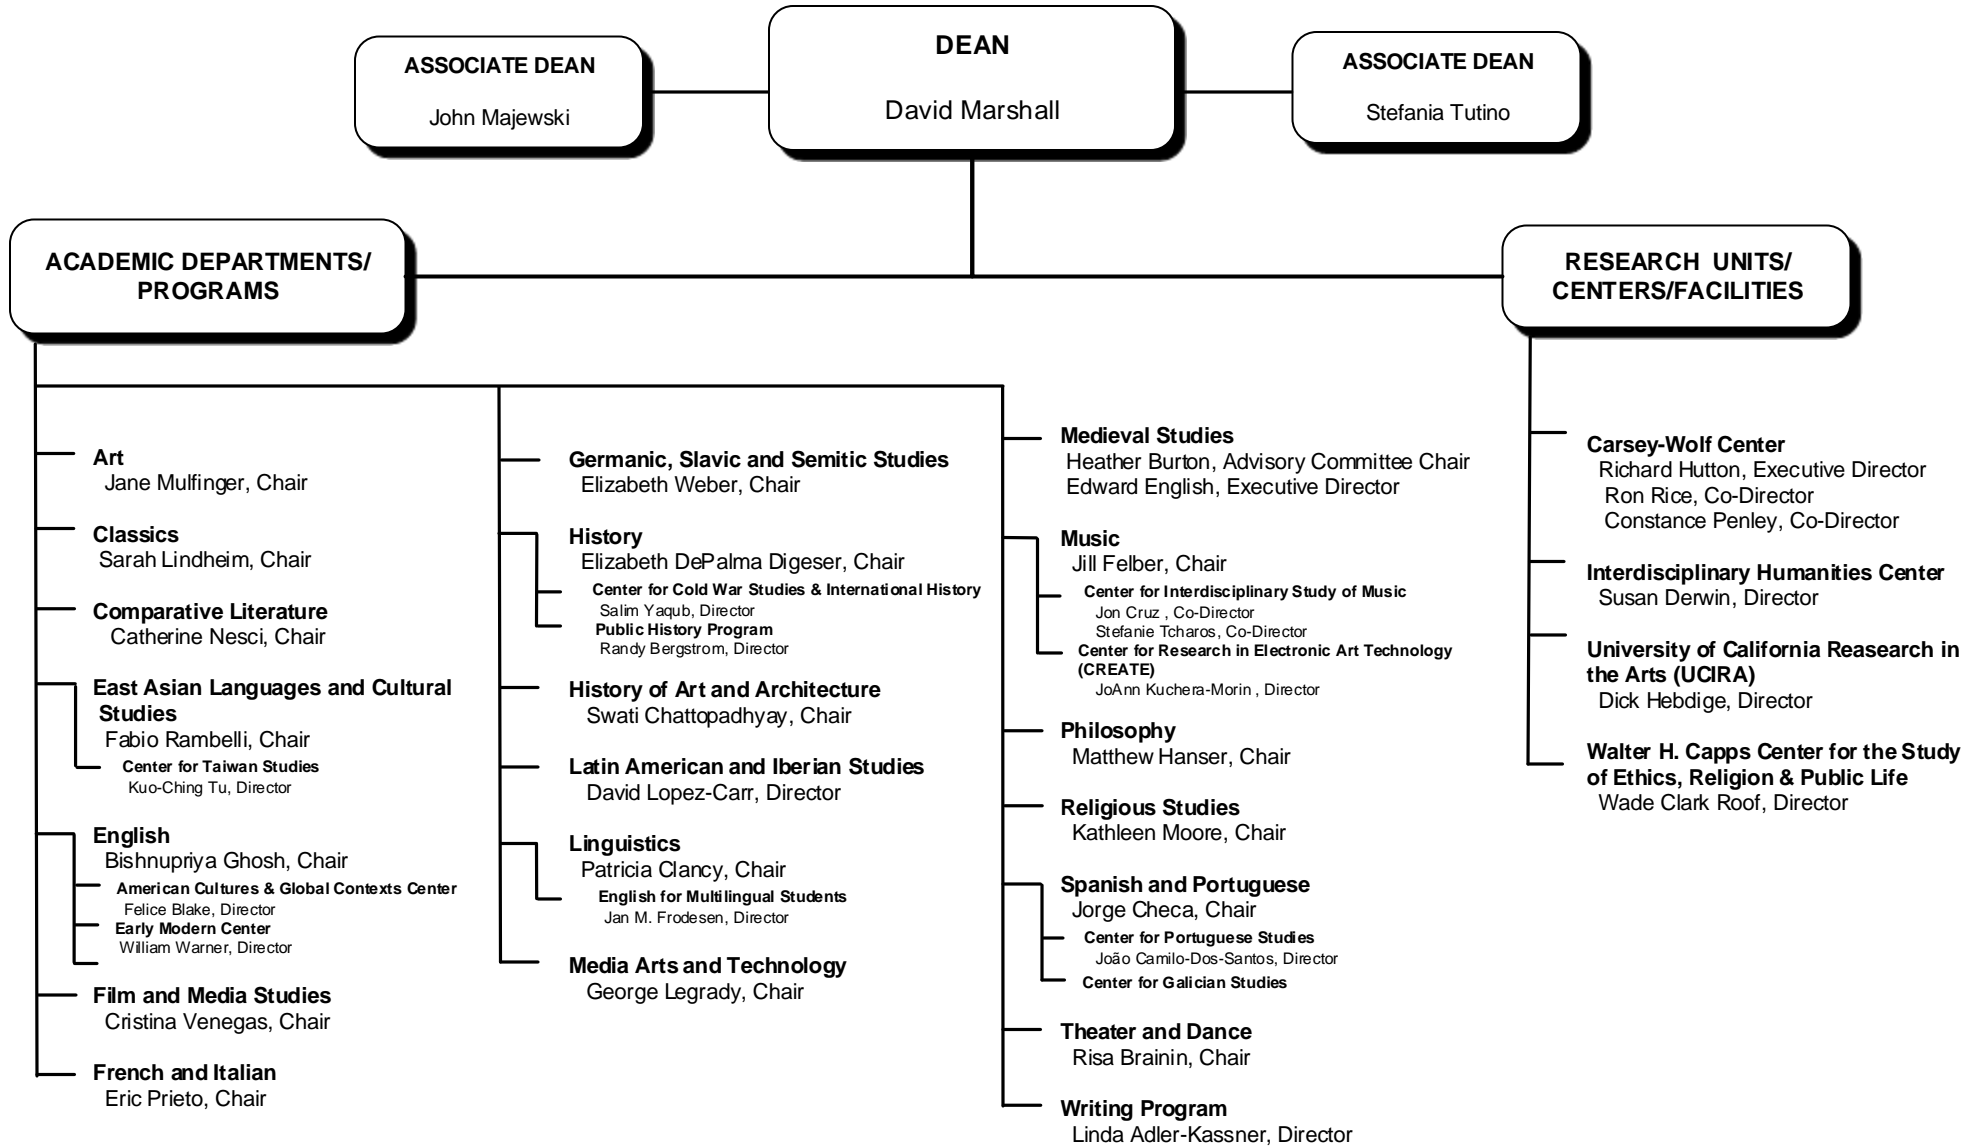 DEAN
David Marshall
ASSOCIATE DEAN
John Majewski
ASSOCIATE DEAN
Stefania Tutino
ACADEMIC DEPARTMENTS/
PROGRAMS
RESEARCH UNITS/
CENTERS/FACILITIES
Art
Jane Mulfinger, Chair
Classics
Sarah Lindheim, Chair
Comparative Literature
Catherine Nesci, Chair
East Asian Languages and Cultural
Studies
Fabio Rambelli, Chair
Center for Taiwan Studies
Kuo-Ching Tu, Director
English
Bishnupriya Ghosh, Chair
American Cultures & Global Contexts Center
Felice Blake, Director
Early Modern Center
William Warner, Director
Film and Media Studies
Cristina Venegas, Chair
French and Italian
Eric Prieto, Chair
Germanic, Slavic and Semitic Studies
Elizabeth Weber, Chair
History
Elizabeth DePalma Digeser, Chair
Center for Cold War Studies & International History
Salim Yaqub, Director
Public History Program
Randy Bergstrom, Director
History of Art and Architecture
Swati Chattopadhyay, Chair
Latin American and Iberian Studies
David Lopez-Carr, Director
Linguistics
Patricia Clancy, Chair
English for Multilingual Students
Jan M. Frodesen, Director
Media Arts and Technology
George Legrady, Chair
Medieval Studies
Heather Burton, Advisory Committee Chair
Edward English, Executive Director
Music
Jill Felber, Chair
Center for Interdisciplinary Study of Music
Jon Cruz , Co-Director
Stefanie Tcharos, Co-Director
Center for Research in Electronic Art Technology
(CREATE)
JoAnn Kuchera-Morin , Director
Philosophy
Matthew Hanser, Chair
Religious Studies
Kathleen Moore, Chair
Spanish and Portuguese
Jorge Checa, Chair
Center for Portuguese Studies
João Camilo-Dos-Santos, Director
Center for Galician Studies
Theater and Dance
Risa Brainin, Chair
Writing Program
Linda Adler-Kassner, Director
Carsey-Wolf Center
Richard Hutton, Executive Director
Ron Rice, Co-Director
Constance Penley, Co-Director
Interdisciplinary Humanities Center
Susan Derwin, Director
University of California Reasearch in
the Arts (UCIRA)
Dick Hebdige, Director
Walter H. Capps Center for the Study
of Ethics, Religion & Public Life
Wade Clark Roof, Director